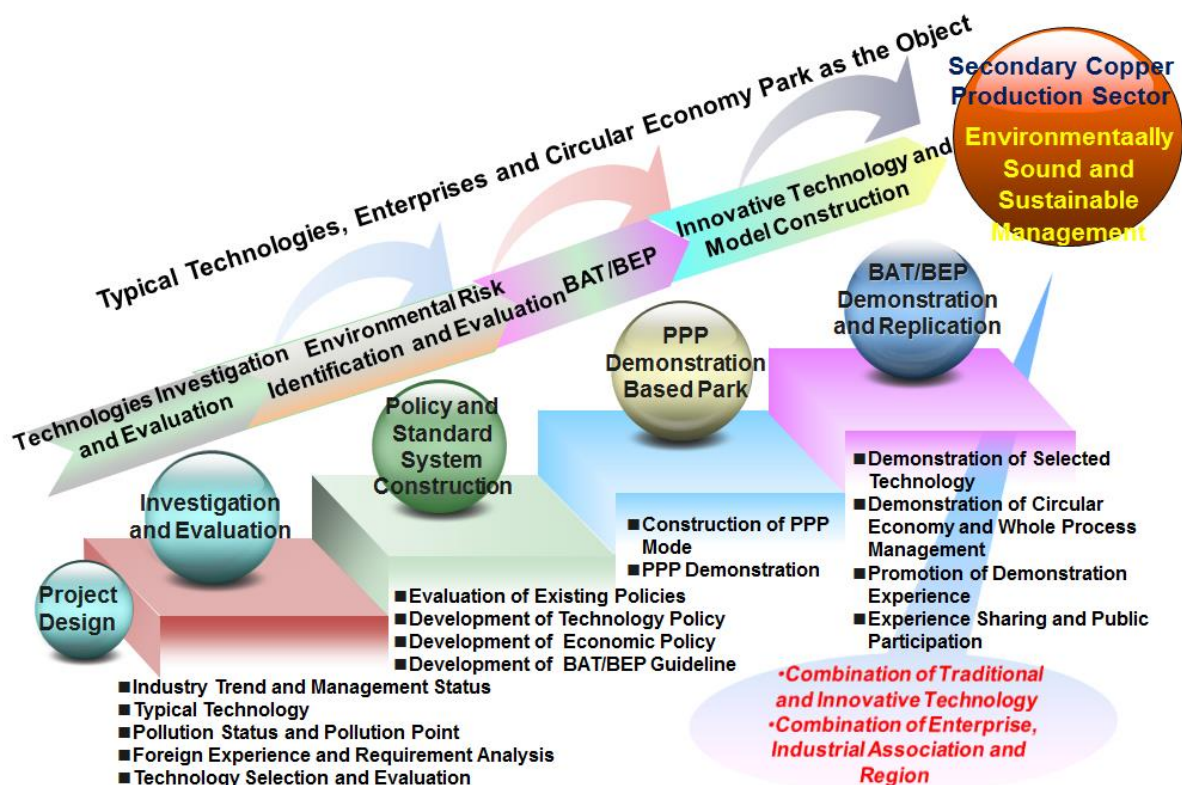 Typical Technologies, Enterprises and Circular Economy Park as the Object
Secondary Copper
Production Sector
Environmentaally
Sound and
Sustainable
Management
Technologies Investigation
and Evaluation
Environmental Risk
Identification and Evaluation
BAT/BEP
Innovative Technology and
Model Construction
Project
Design
Investigation
and Evaluation
Policy and
Standard
System
Construction
PPP
Demonstration
Based Park
BAT/BEP
Demonstration
and Replication
■Industry Trend and Management Status
■Typical Technology
■Pollution Status and Pollution Point
■Foreign Experience and Requirement Analysis
■Technology Selection and Evaluation
■Evaluation of Existing Policies
■Development of Technology Policy
■Development of Economic Policy
■Development of BAT/BEP Guideline
■Construction of PPP
Mode
■PPP Demonstration
■Demonstration of Selected
Technology
■Demonstration of Circular
Economy and Whole Process
Management
■Promotion of Demonstration
Experience
■Experience Sharing and Public
Participation
•Combination of Traditional
and Innovative Technology
•Combination of Enterprise,
Industrial Association and
Region